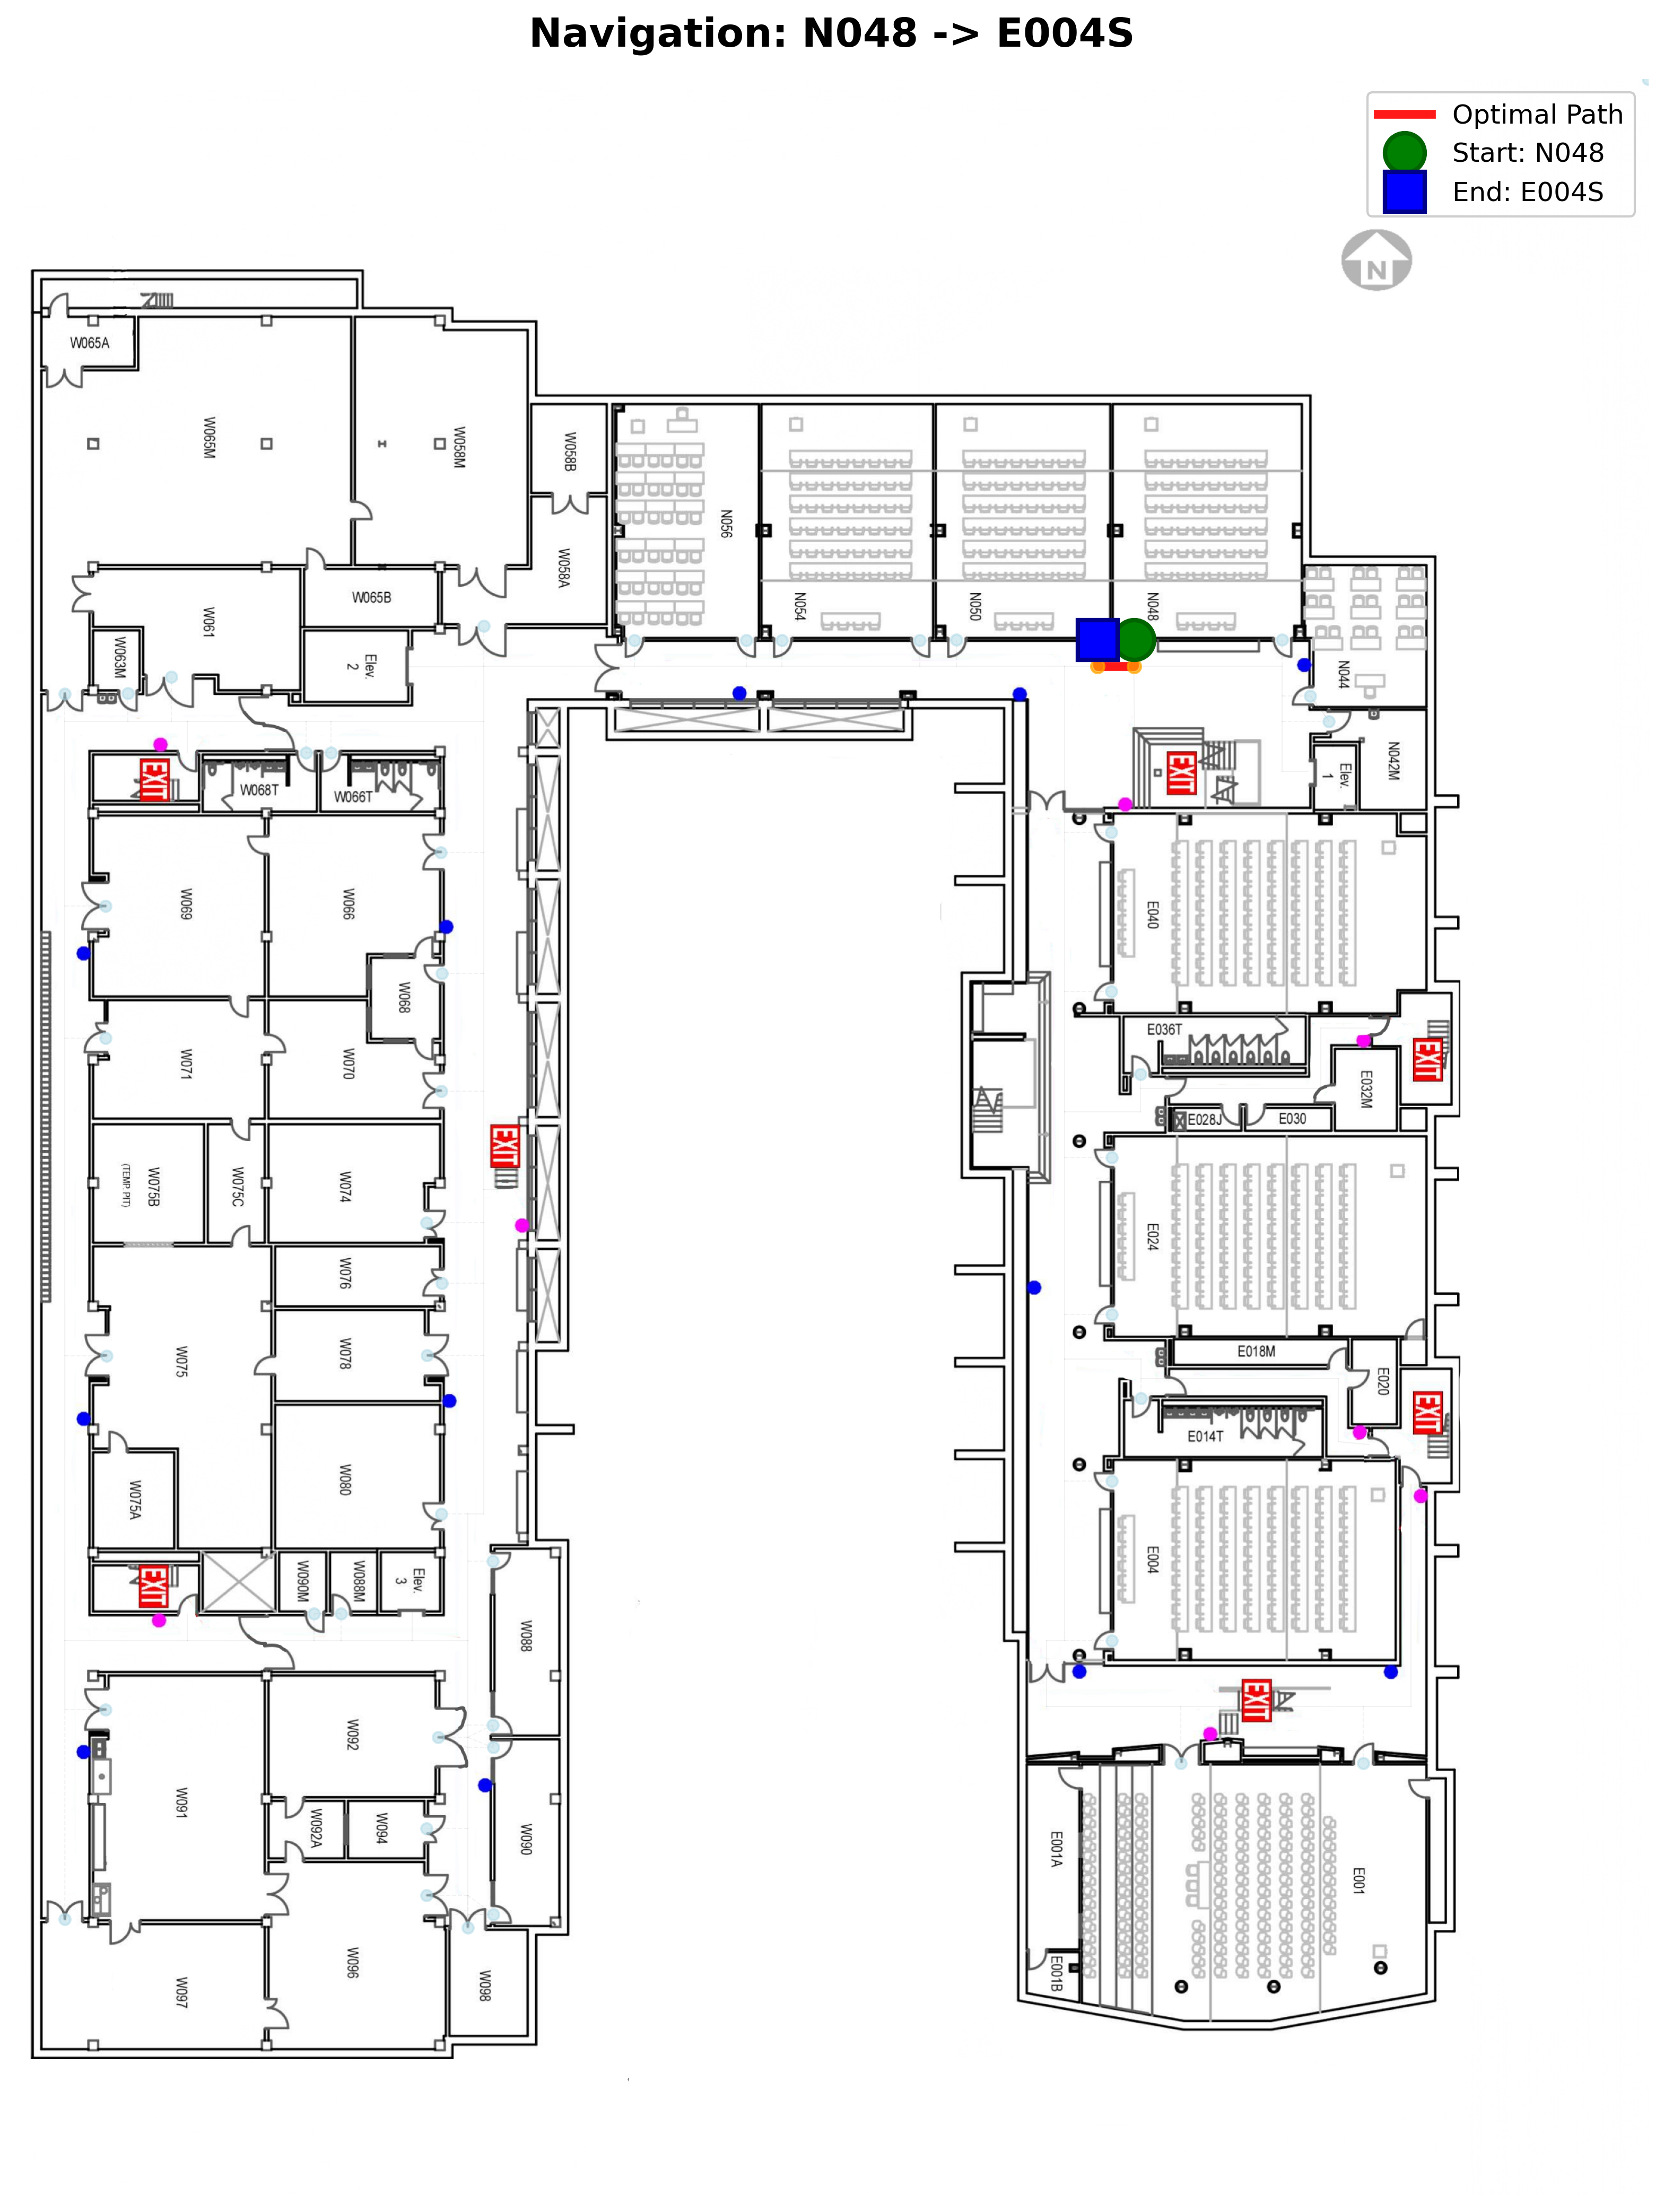 Navigation: N048 -> E004S
Optimal Path
Start: N048
End: E004S
N
W065A
W065M
W058M
W058B
W058A
N056
N054
N050
N048
W065B
W061
W063M
Elev.
2
N044
N042M
Elev.
1
EXIT
EXIT
W068T
W066T
W069
W066
W068
E040
W071
W070
E036T
EXIT
E032M
E028J
E030
EXIT
W075B
(TEMP. PIT)
W075C
W074
E024
W076
W075
W078
E018M
E020
EXIT
W075A
W080
E014T
EXIT
W090M
W088M
Elev.
3
E004
W088
EXIT
W092
W091
W092A
W094
W090
E001A
E001
W097
W096
W098
E001B